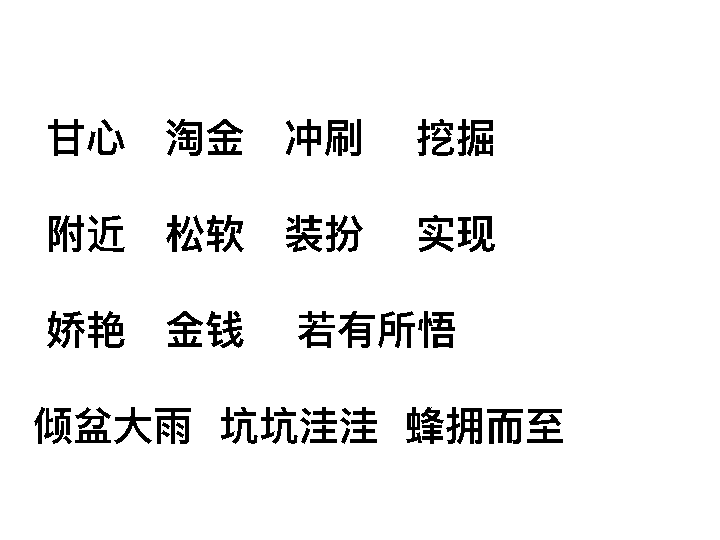 甘心 淘金 冲刷 挖掘
附近 松软 装扮 实现
娇艳 金钱 若有所悟
倾盆大雨 坑坑洼洼 蜂拥而至